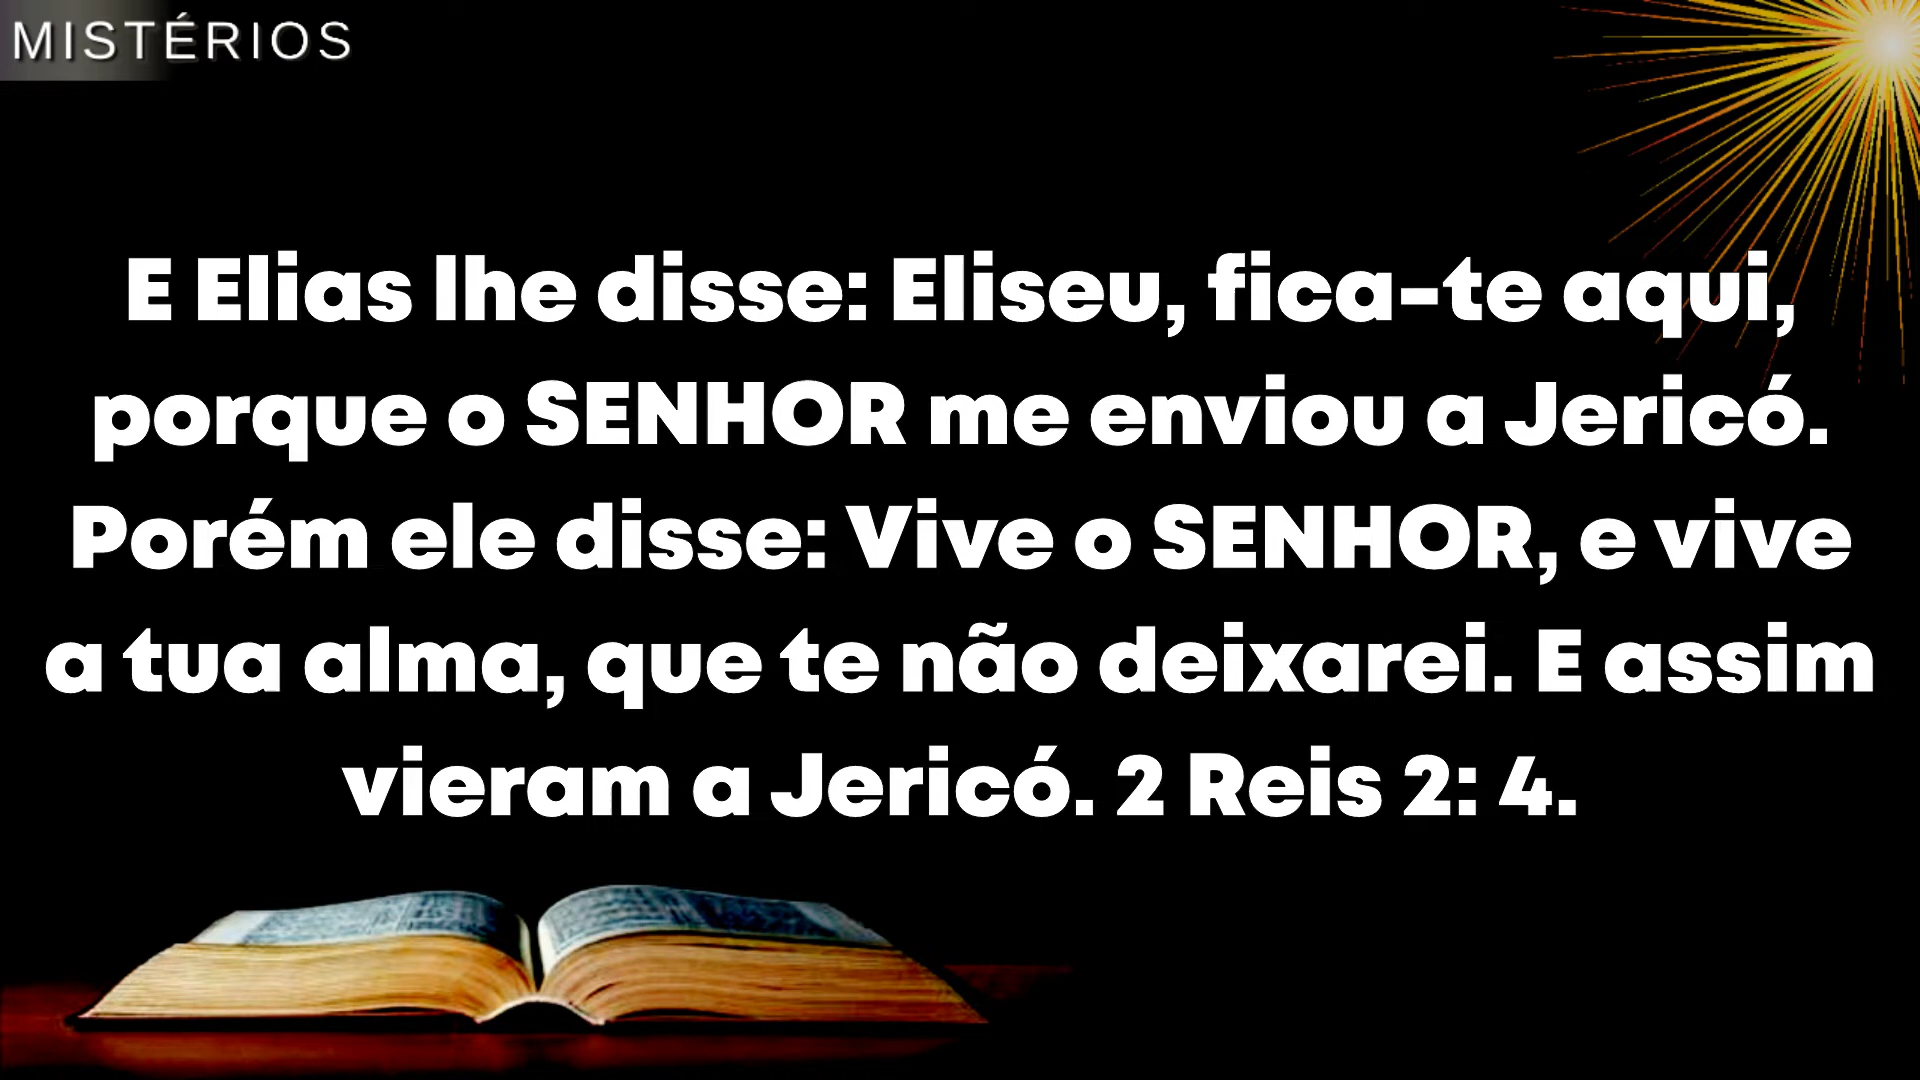 MISTÉRIOS
E Elias lhe disse: Eliseu, fica-te aqui,
porque o SENHOR me enviou a Jericó.
Porém ele disse: Vive o SENHOR, e vive
a tua alma, que te não deixarei. E assim
vieram a Jericó. 2 Reis 2: 4.